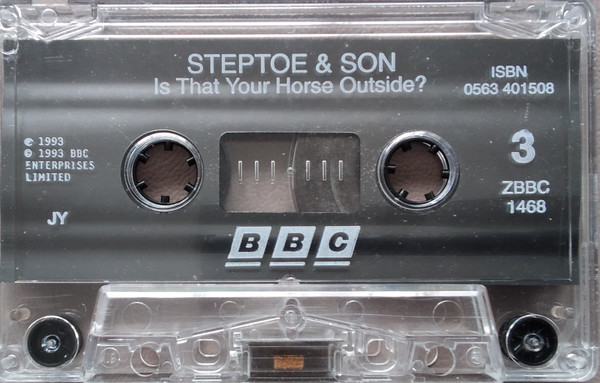 STEPTOE & SON
Is That Your Horse Outside?
ISBN
0563 401508
℗ 1993
© 1993 BBC
ENTERPRISES
LIMITED
3
ZBBC
1468
JY
BBC